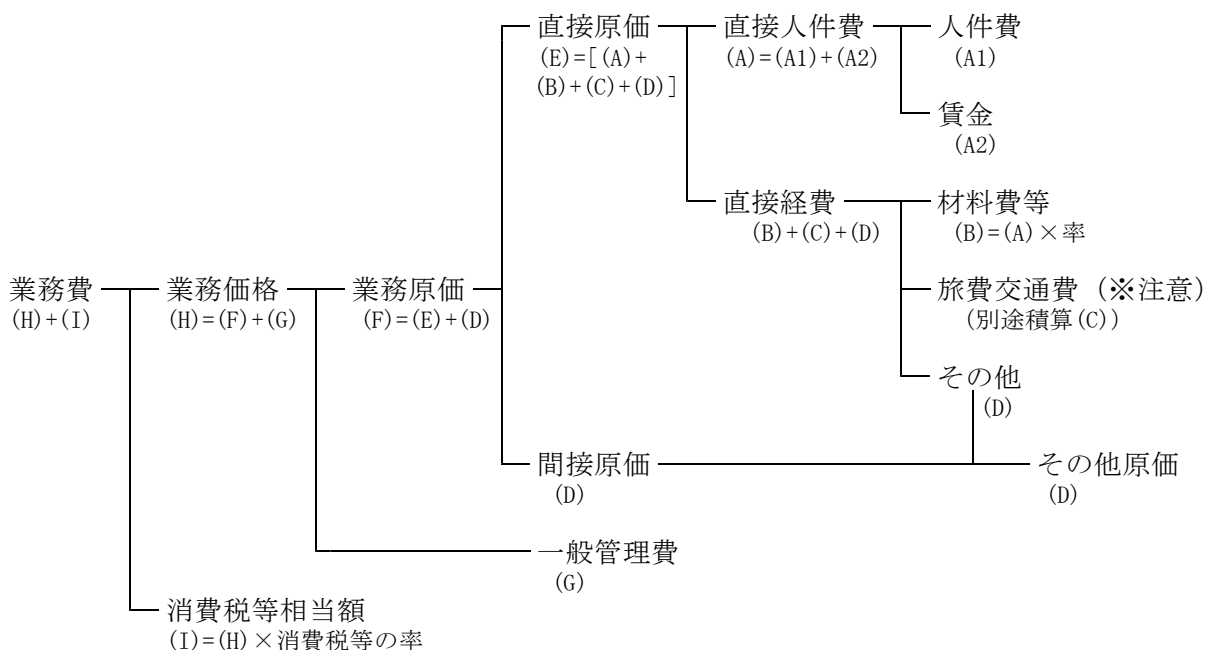 直接原価
(E)=[(A)+
(B)+(C)+(D)]
直接人件費
(A)=(A1)+(A2)
人件費
(A1)
賃金
(A2)
直接経費
(B)+(C)+(D)
材料費等
(B)=(A)×率
業務費
(H)+(I)
業務価格
(H)=(F)+(G)
業務原価
(F)=(E)+(D)
旅費交通費（※注意）
(別途積算(C))
その他
(D)
間接原価
(D)
その他原価
(D)
一般管理費
(G)
消費税等相当額
(I)=(H)×消費税等の率